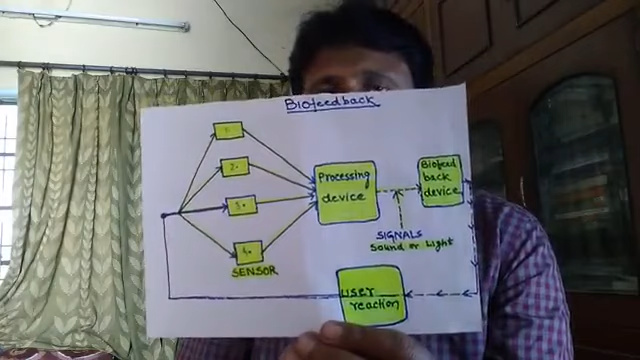 Biofeedback
1.
2.
3.
4.
SENSOR
Processing
device
Biofeed
back
device
SIGNALS
Sound or Light
USER
reaction